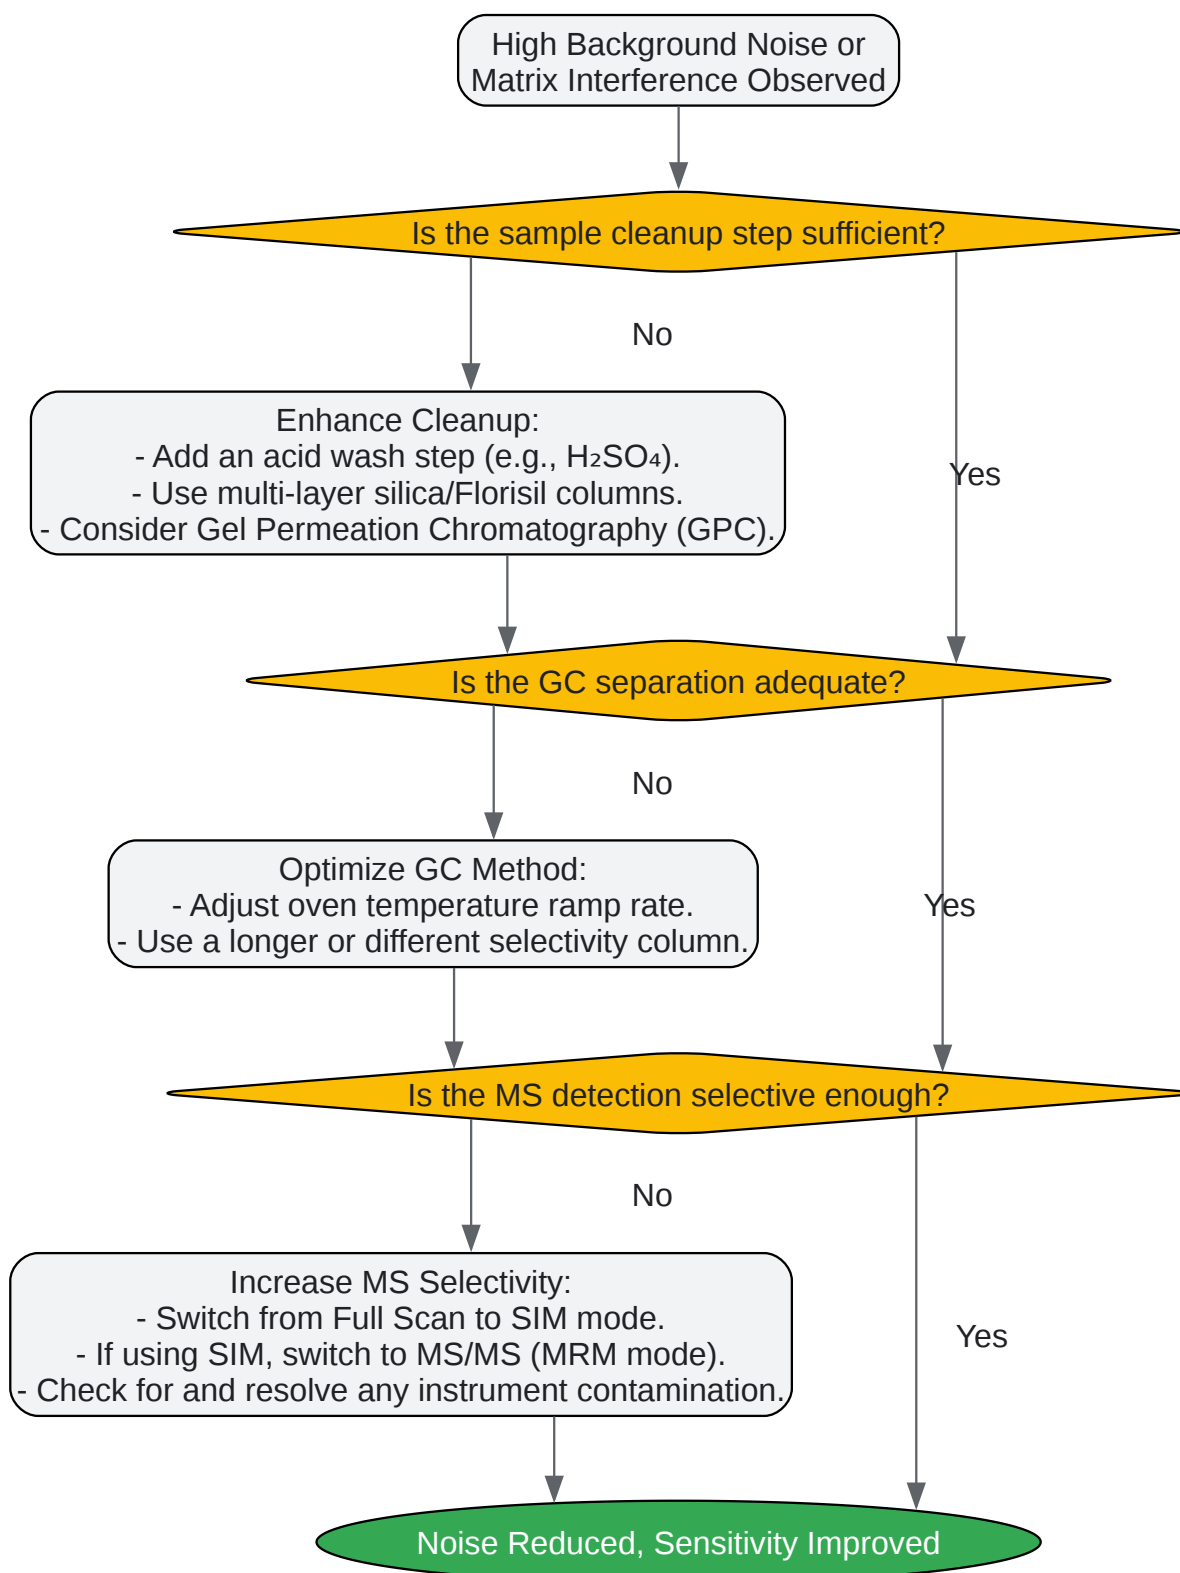 High Background Noise or
Matrix Interference Observed
Is the sample cleanup step sufficient?
No
Enhance Cleanup:
- Add an acid wash step (e.g., H₂SO₄).
- Use multi-layer silica/Florisil columns.
- Consider Gel Permeation Chromatography (GPC).
Yes
Is the GC separation adequate?
No
Optimize GC Method:
- Adjust oven temperature ramp rate.
- Use a longer or different selectivity column.
Yes
Is the MS detection selective enough?
No
Increase MS Selectivity:
- Switch from Full Scan to SIM mode.
- If using SIM, switch to MS/MS (MRM mode).
- Check for and resolve any instrument contamination.
Yes
Noise Reduced, Sensitivity Improved